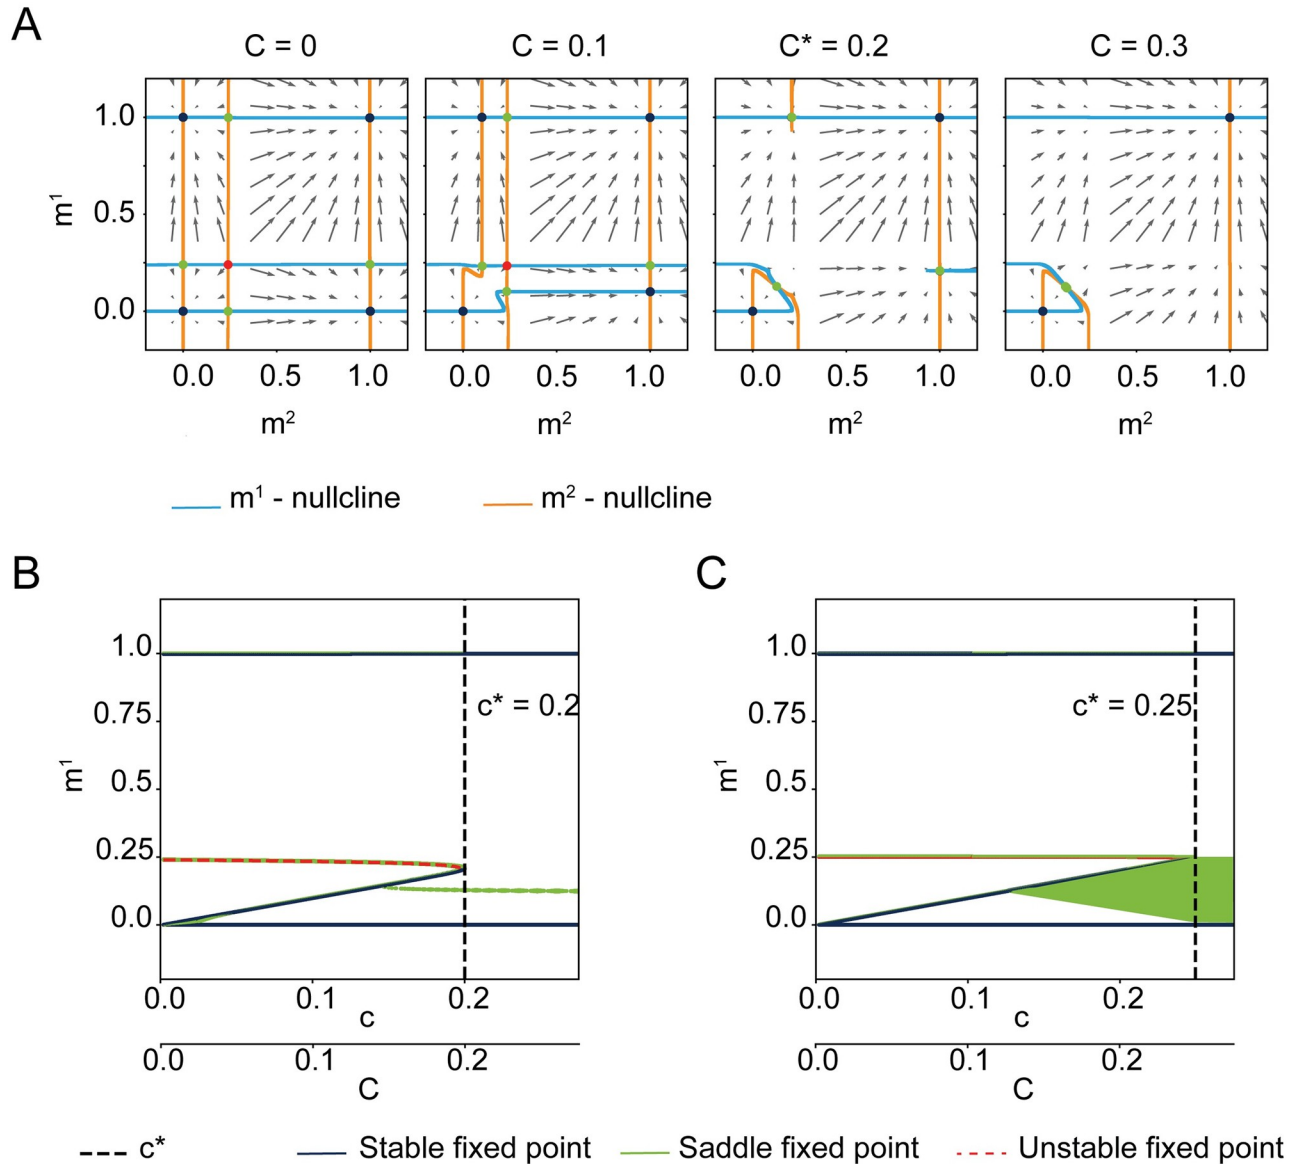 A
C = 0
C = 0.1
C* = 0.2
C = 0.3
m¹
1.0
0.5
0.0
0.0 0.5 1.0
0.0 0.5 1.0
0.0 0.5 1.0
0.0 0.5 1.0
m²
m²
m²
m²
m¹ - nullcline
m² - nullcline
B
m¹
1.0
0.75
0.5
0.25
0.0
c* = 0.2
0.0 0.1 0.2
c
0.0 0.1 0.2
C
C
m¹
1.0
0.75
0.5
0.25
0.0
c* = 0.25
0.0 0.1 0.2
c
0.0 0.1 0.2
C
c*
Stable fixed point
Saddle fixed point
Unstable fixed point